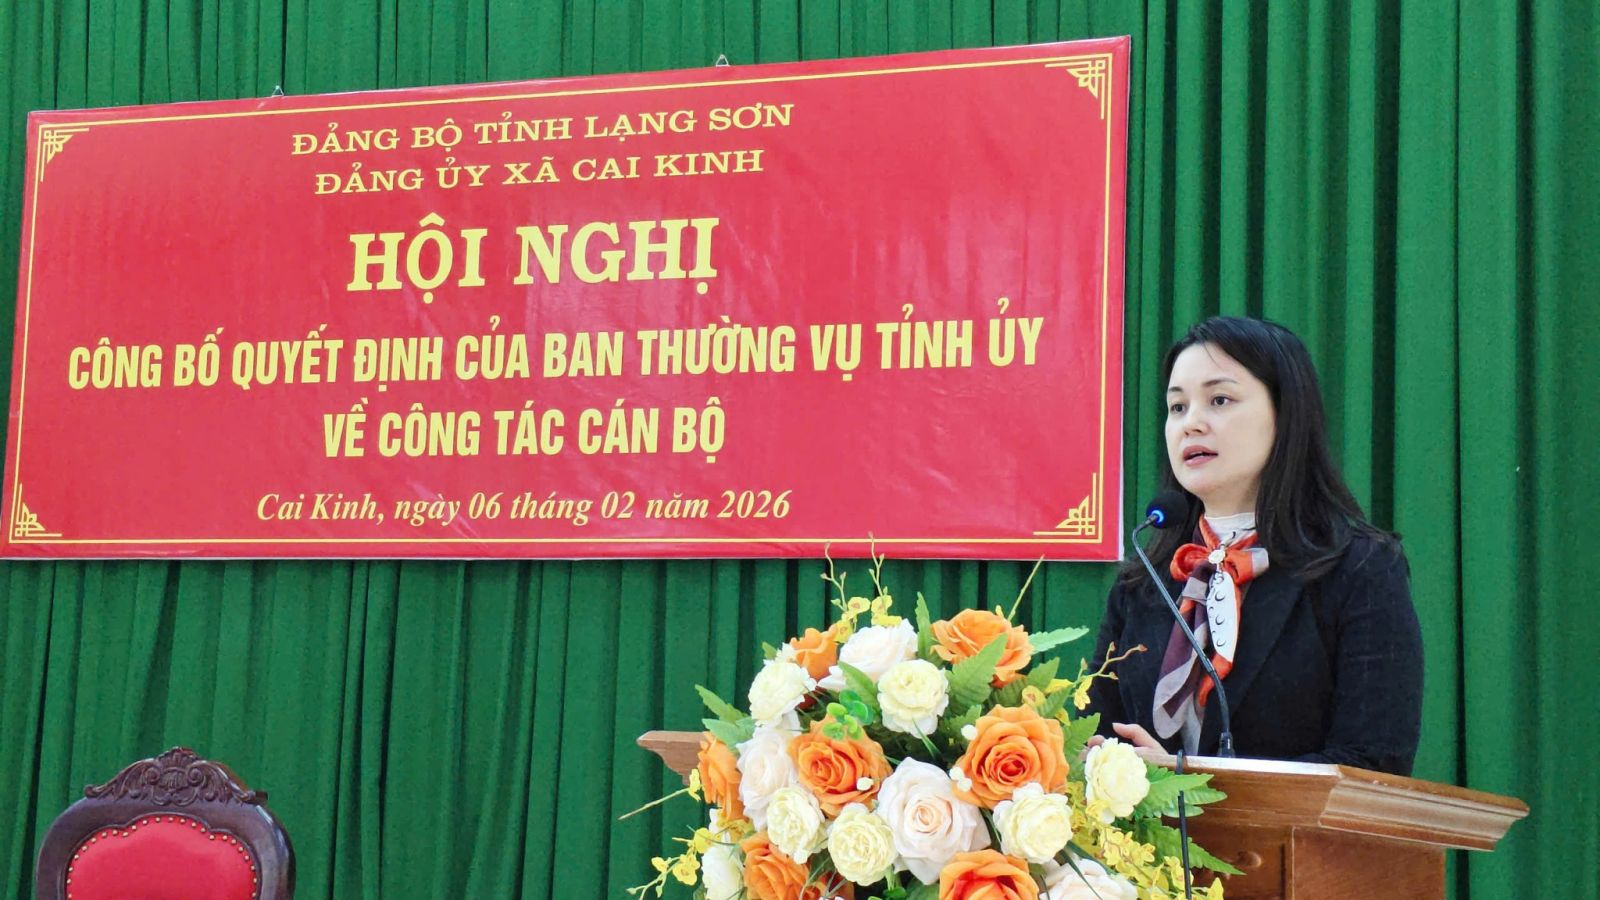 ĐẢNG BỘ TỈNH LẠNG SƠN
ĐẢNG ỦY XÃ CAI KINH
HỘI NGHỊ
CÔNG BỐ QUYẾT ĐỊNH CỦA BAN THƯỜNG VỤ TỈNH ỦY
VỀ CÔNG TÁC CÁN BỘ
Cai Kinh, ngày 06 tháng 02 năm 2026